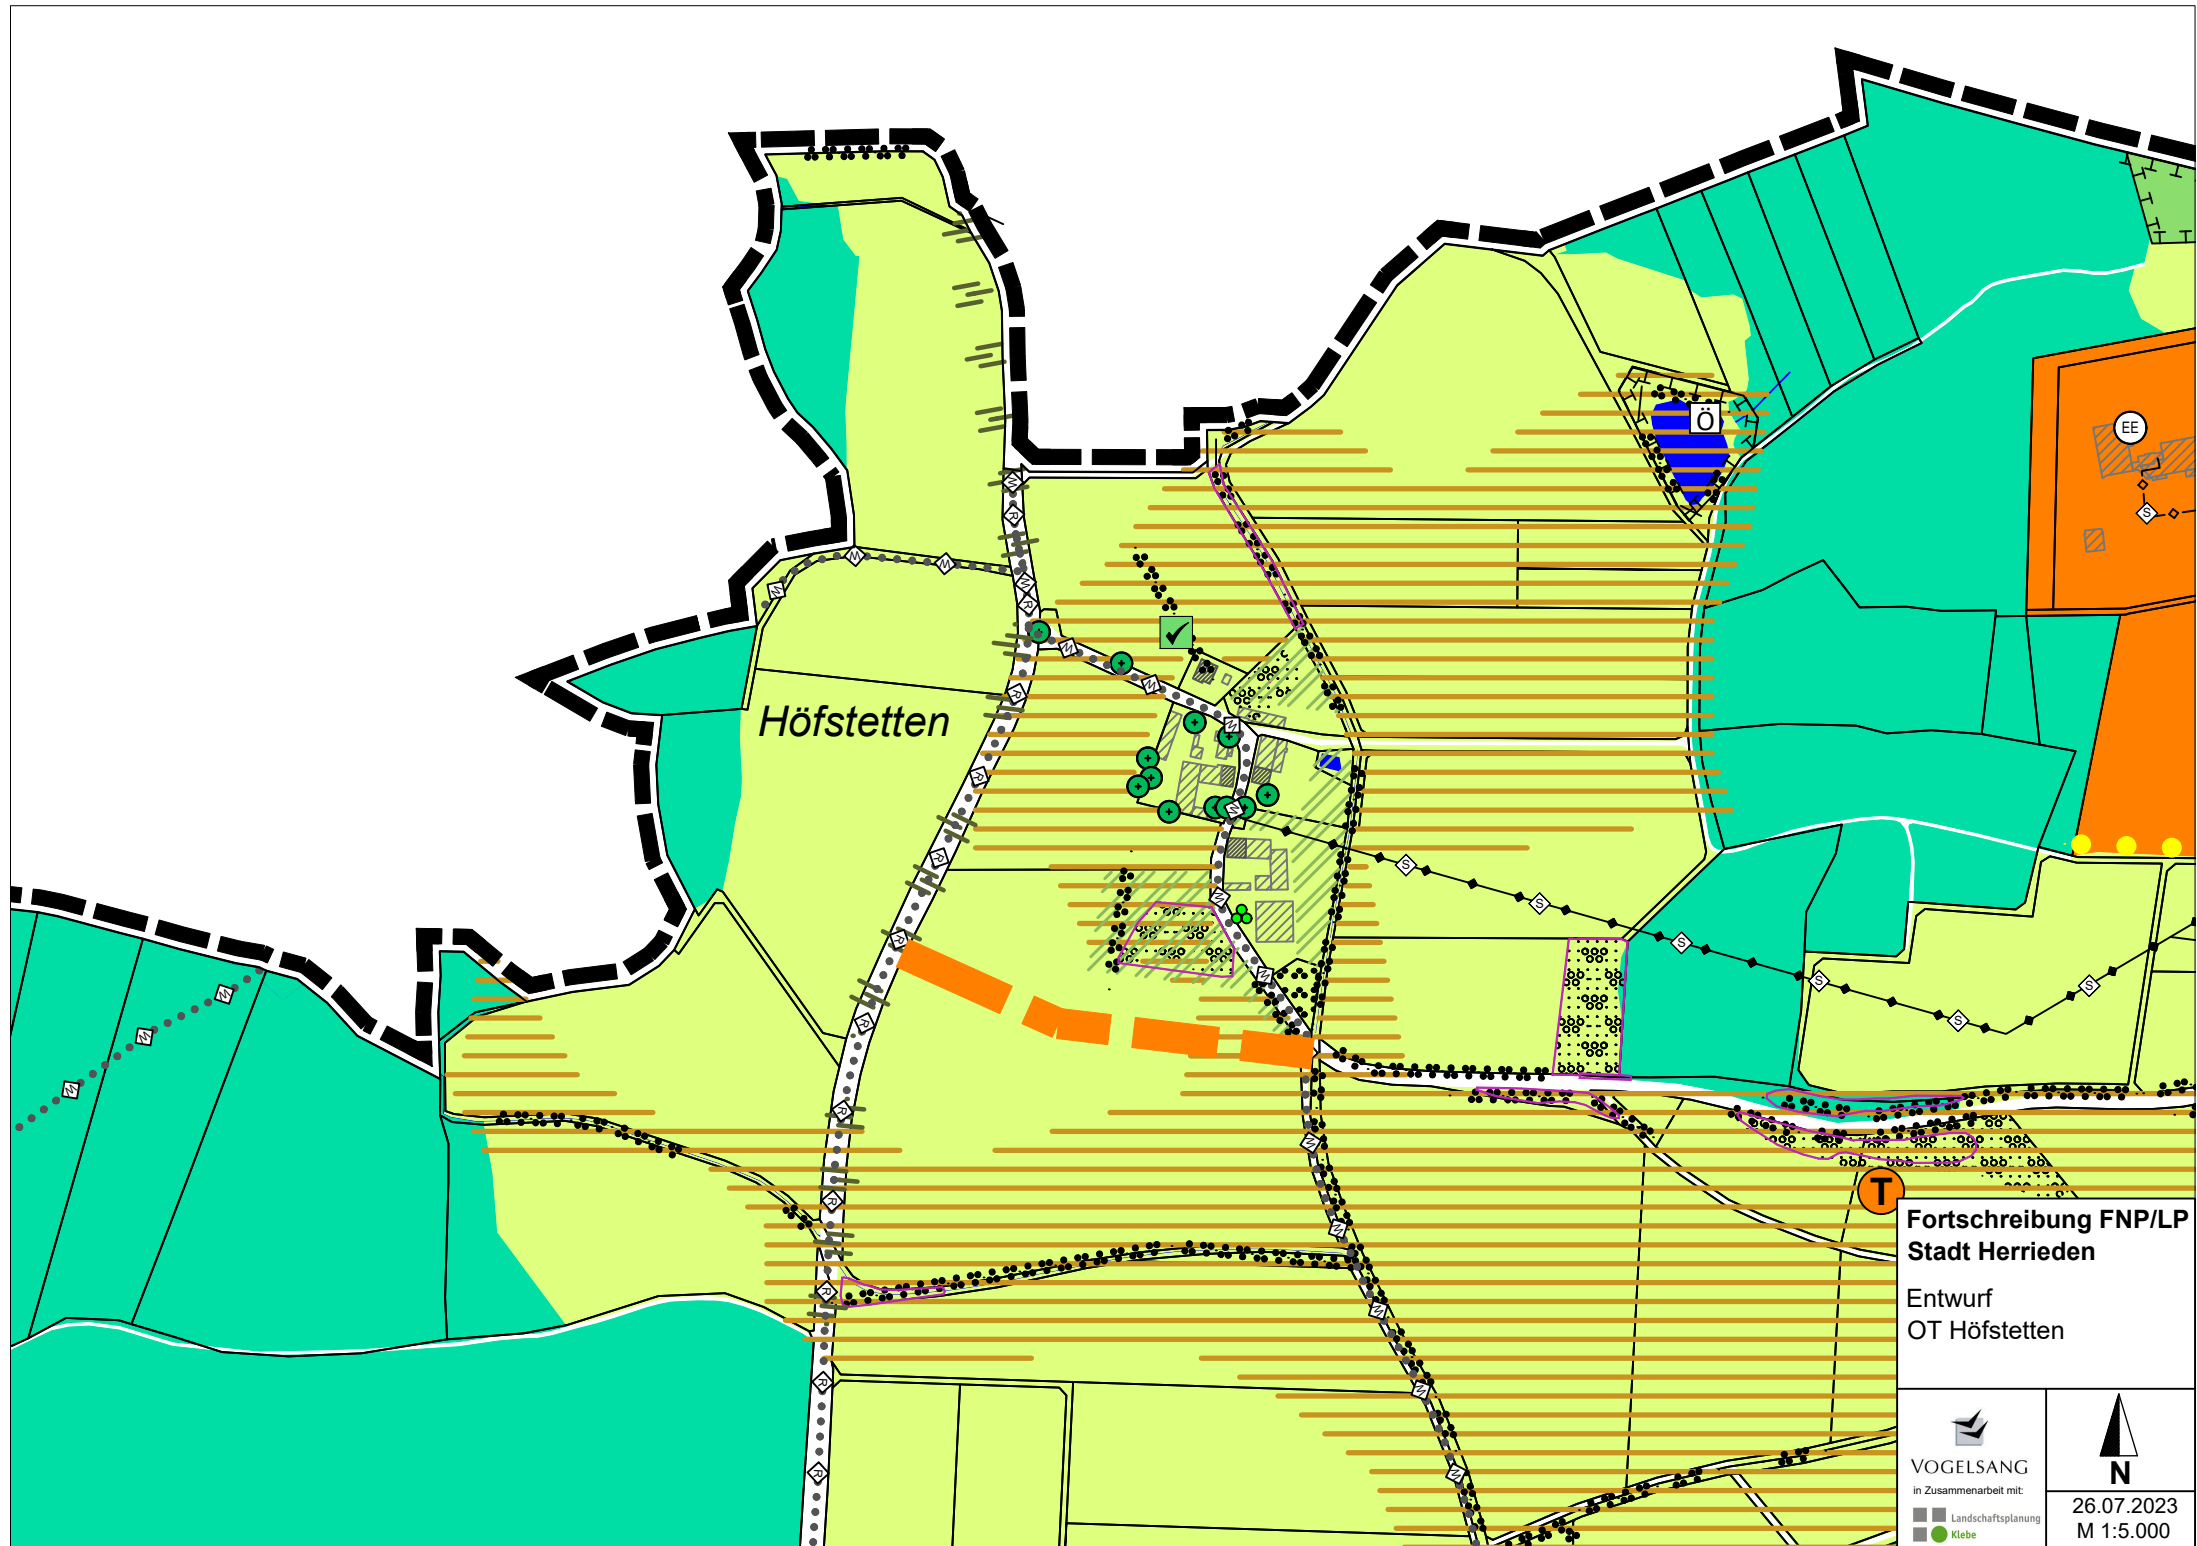 Ö
EE
S
Höfstetten
T
Fortschreibung FNP/LP
Stadt Herrieden
Entwurf
OT Höfstetten
VOGELSANG
in Zusammenarbeit mit:
Landschaftsplanung
Klebe
N
26.07.2023
M 1:5.000